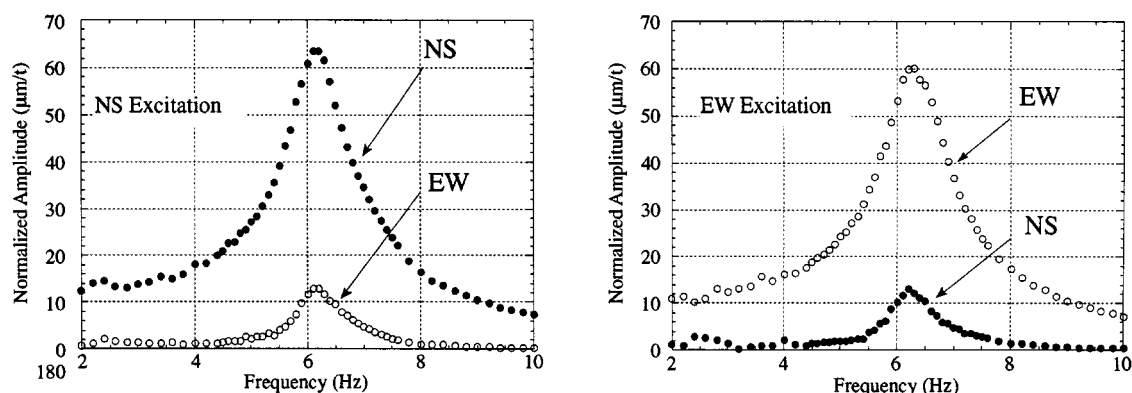 70
60
50
40
30
20
10
0
Normalized Amplitude (µm/t)
NS Excitation
NS
EW
180
2 4 6 8 10
Frequency (Hz)
70
60
50
40
30
20
10
0
Normalized Amplitude (µm/t)
EW Excitation
EW
NS
2 4 6 8 10
Frequency (Hz)